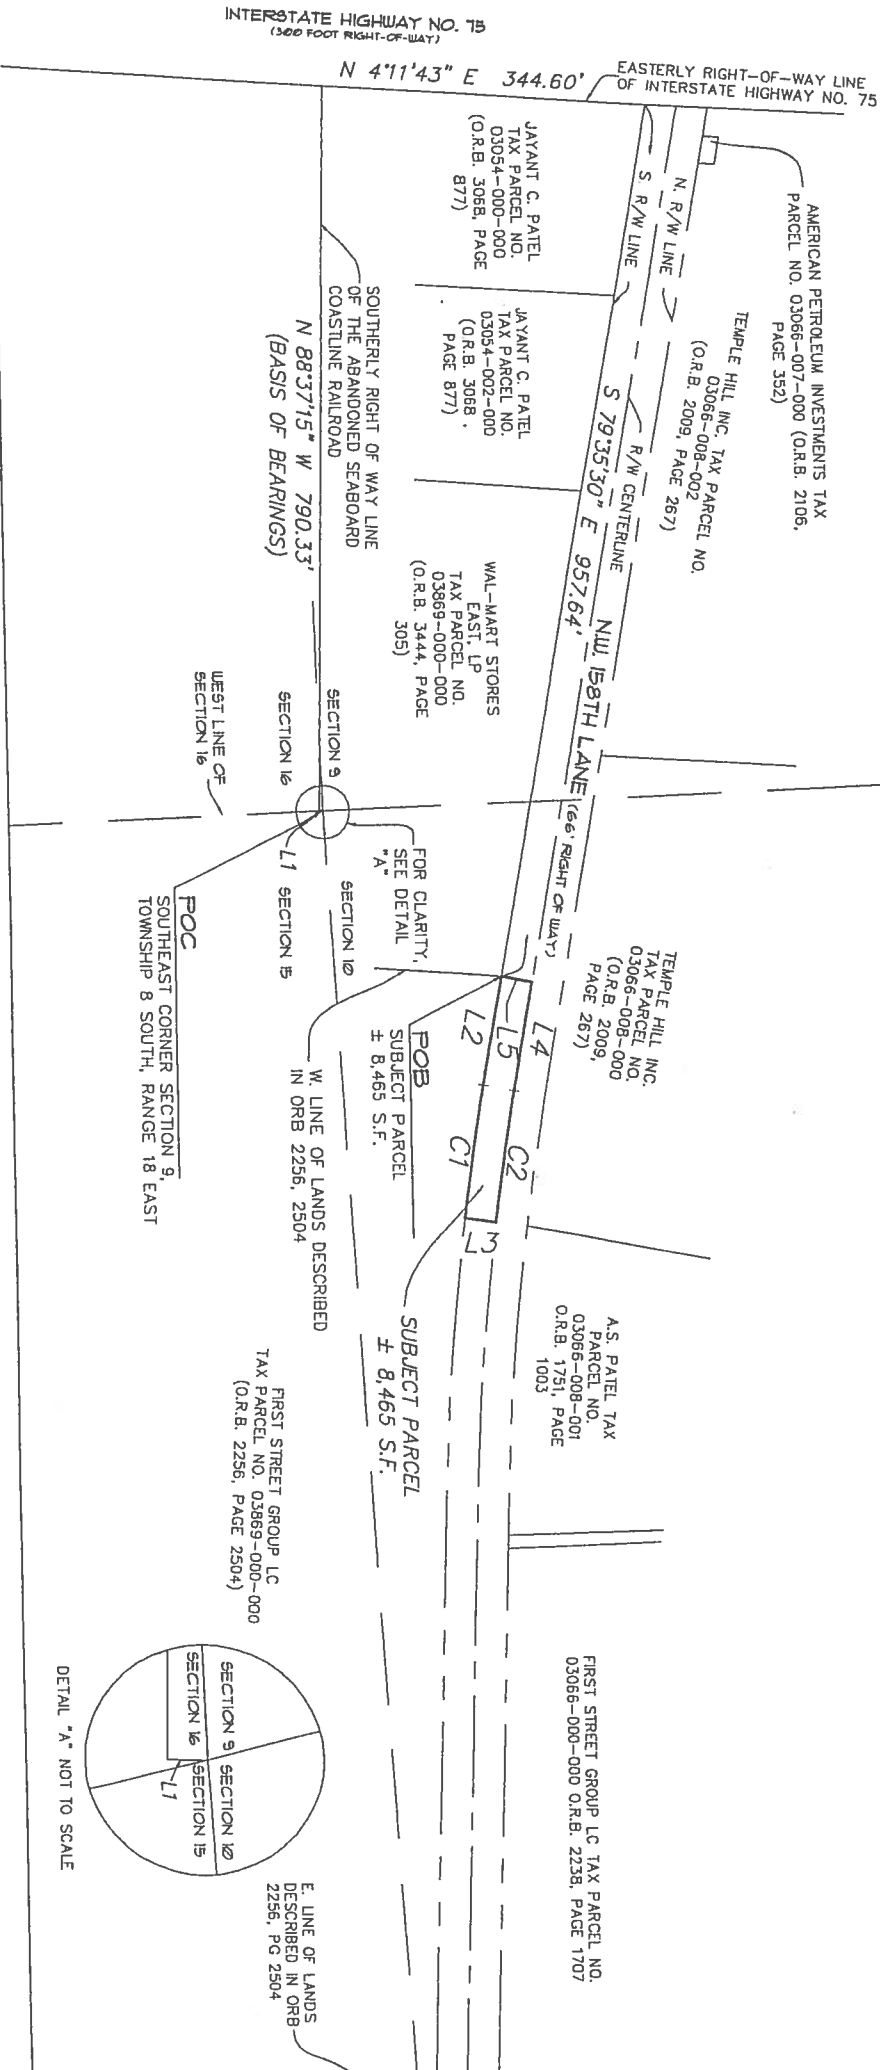 INTERSTATE HIGHWAY NO. 75
(300 FOOT RIGHT-OF-WAY)
N 4°11'43" E 344.60'
EASTERLY RIGHT-OF-WAY LINE
OF INTERSTATE HIGHWAY NO. 75
AMERICAN PETROLEUM INVESTMENTS TAX
PARCEL NO. 03066-007-000 (O.R.B. 2106,
PAGE 352)
TEMPLE HILL INC. TAX PARCEL NO.
03066-008-002
(O.R.B. 2009, PAGE 267)
N. R/W LINE
S R/W LINE
R/W CENTERLINE
S 79°35'30" E 957.64'
N.W. 158TH LANE (66' RIGHT OF WAY)
JAYANT C. PATEL
TAX PARCEL NO.
03054-000-000
(O.R.B. 3068, PAGE
877)
JAYANT C. PATEL
TAX PARCEL NO.
03054-002-000
(O.R.B. 3068 ,
PAGE 877)
WAL-MART STORES
EAST, LP
TAX PARCEL NO.
03869-000-000
(O.R.B. 3444, PAGE
305)
SOUTHERLY RIGHT OF WAY LINE
OF THE ABANDONED SEABOARD
COASTLINE RAILROAD
N 88°37'15" W 790.33'
(BASIS OF BEARINGS)
SECTION 9
SECTION 16
WEST LINE OF
SECTION 16
L1
SECTION 15
SECTION 10
FOR CLARITY,
SEE DETAIL
"A"
POC
SOUTHEAST CORNER SECTION 9,
TOWNSHIP 8 SOUTH, RANGE 18 EAST
TEMPLE HILL INC.
TAX PARCEL NO.
03066-008-000
(O.R.B. 2009,
PAGE 267)
L4
L5
L2
C2
C1
L3
POB
SUBJECT PARCEL
± 8,465 S.F.
W. LINE OF LANDS DESCRIBED
IN ORB 2256, 2504
SUBJECT PARCEL
± 8,465 S.F.
A.S. PATEL TAX
PARCEL NO.
03066-008-001
O.R.B. 1751, PAGE
1003
FIRST STREET GROUP LC
TAX PARCEL NO. 03869-000-000
(O.R.B. 2256, PAGE 2504)
FIRST STREET GROUP LC TAX PARCEL NO.
03066-000-000 O.R.B. 2238, PAGE 1707
SECTION 9
SECTION 10
SECTION 16
SECTION 15
L1
DETAIL "A" NOT TO SCALE
E. LINE OF LANDS
DESCRIBED IN ORB
2256, PG 2504